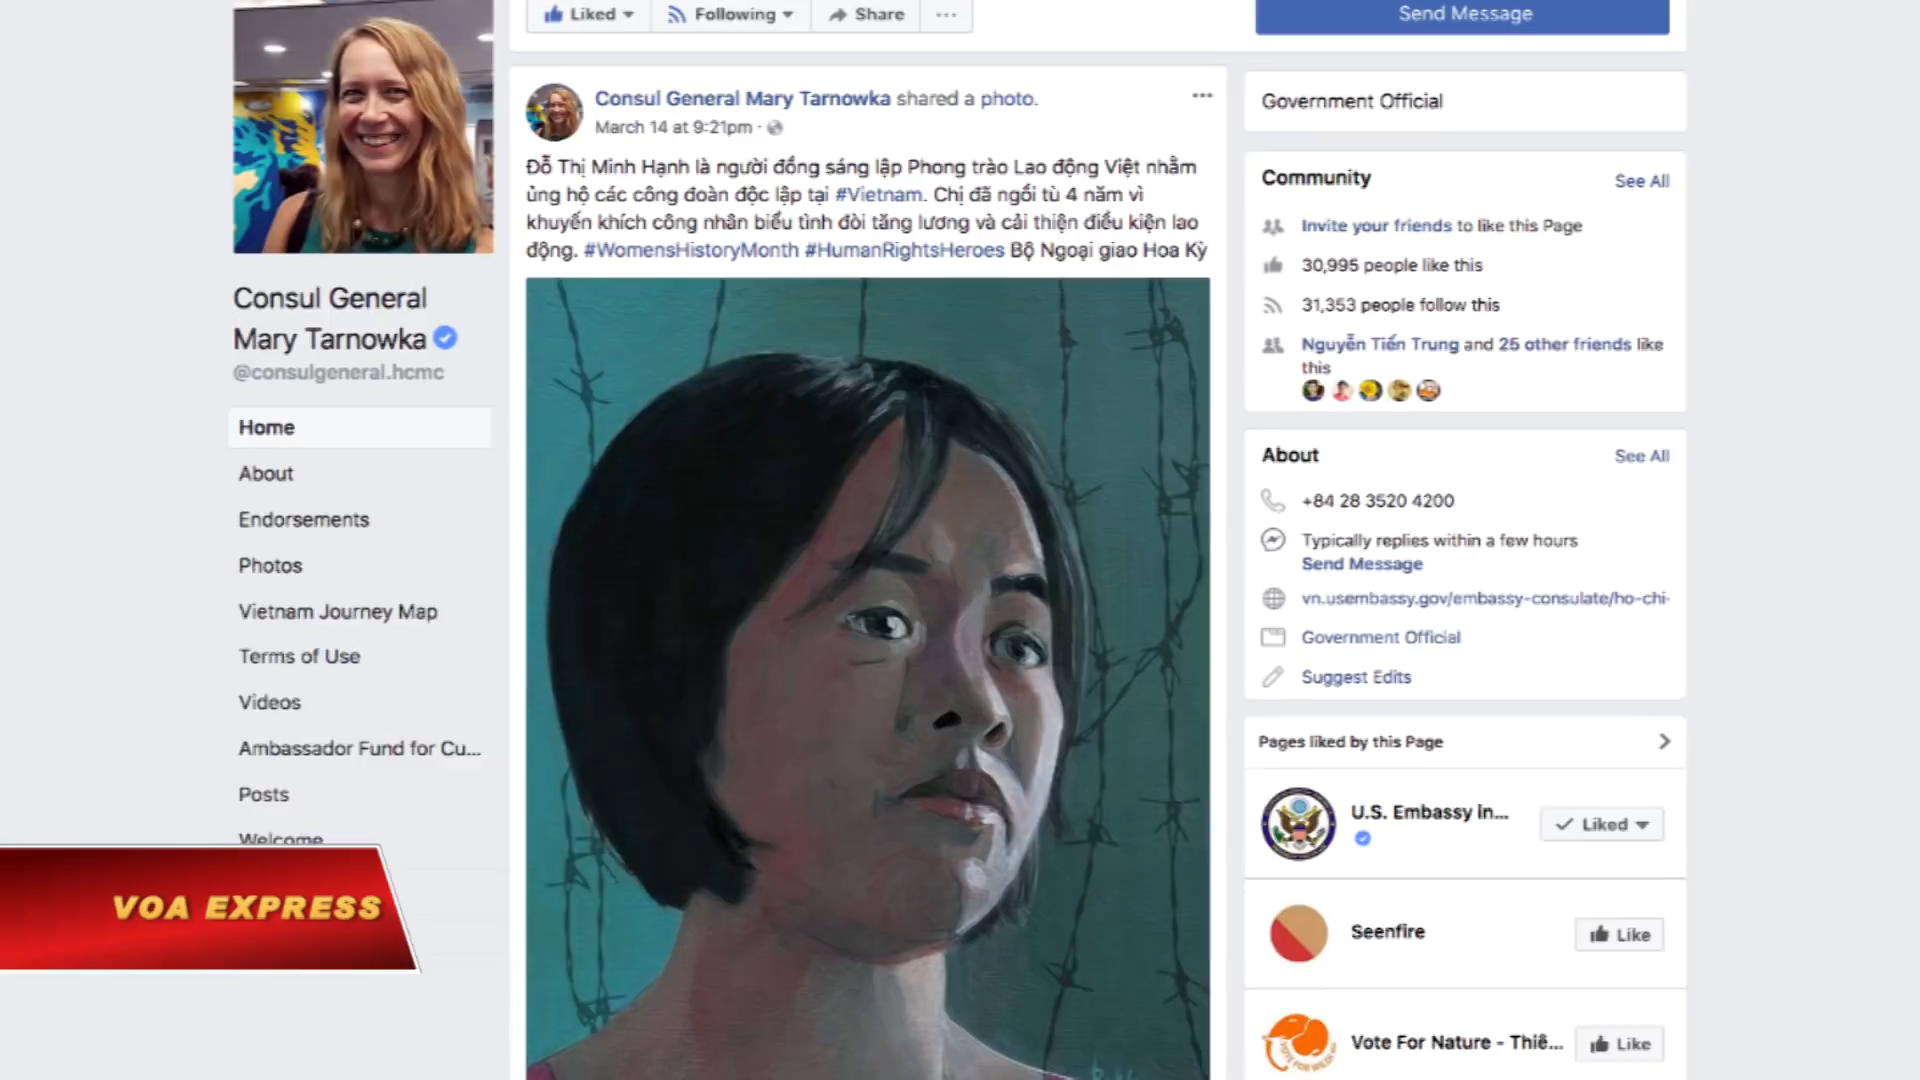 Liked
Following
Share
Send Message
Consul General
Mary Tarnowka
@consulgeneral.hcmc
Home
About
Endorsements
Photos
Vietnam Journey Map
Terms of Use
Videos
Ambassador Fund for Cu...
Posts
Welcome
VOA EXPRESS
Consul General Mary Tarnowka shared a photo.
March 14 at 9:21pm ·
Đỗ Thị Minh Hạnh là người đồng sáng lập Phong trào Lao động Việt nhằm
ủng hộ các công đoàn độc lập tại #Vietnam. Chị đã ngồi tù 4 năm vì
khuyến khích công nhân biểu tình đòi tăng lương và cải thiện điều kiện lao
động. #WomensHistoryMonth #HumanRightsHeroes Bộ Ngoại giao Hoa Kỳ
Government Official
Community
See All
Invite your friends to like this Page
30,995 people like this
31,353 people follow this
Nguyễn Tiến Trung and 25 other friends like
this
About
See All
+84 28 3520 4200
Typically replies within a few hours
Send Message
vn.usembassy.gov/embassy-consulate/ho-chi-
Government Official
Suggest Edits
Pages liked by this Page
U.S. Embassy in...
Liked
Seenfire
Like
Vote For Nature - Thiê...
Like